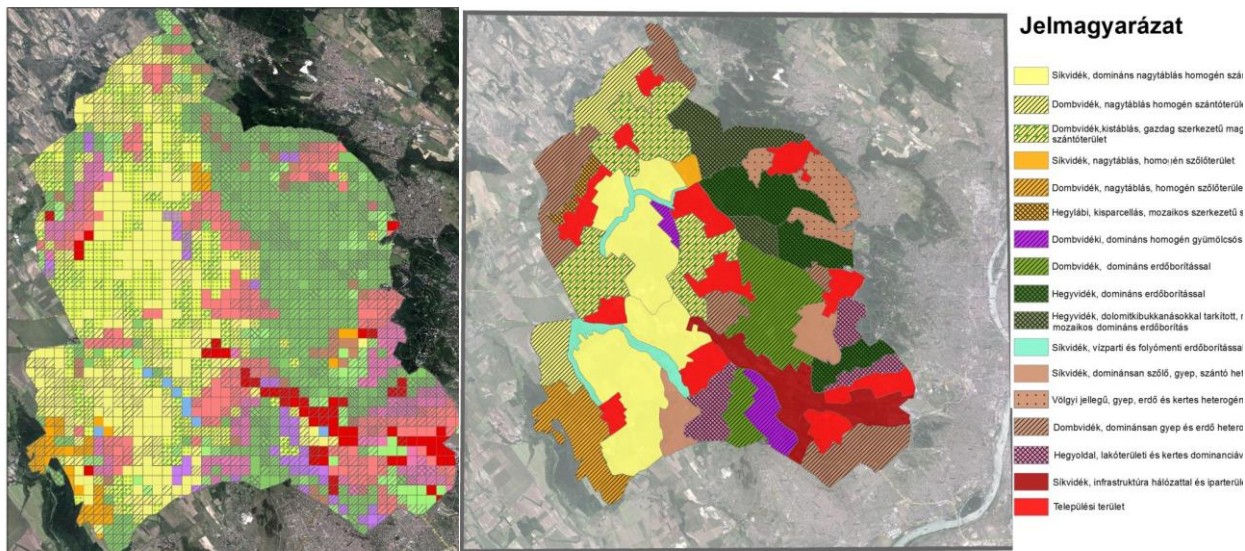 Jelmagyarázat
Síkvidék, domináns nagytáblás homogén szán
Dombvidék, nagytáblás homogén szántóterüle
Dombvidék,kistáblás, gazdag szerkezetű mag
szántóterület
Síkvidék, nagytáblás, homogén szőlőterület
Dombvidék, nagytáblás, homogén szőlőterüle
Hegylábi, kisparcellás, mozaikos szerkezetű s
Dombvidéki, domináns homogén gyümölcsös
Dombvidék, domináns erdőborítással
Hegyvidék, domináns erdőborítással
Hegyvidék, dolomitkibukkanásokkal tarkított, m
mozaikos domináns erdőborítás
Síkvidék, vízparti és folyómenti erdőborítással
Síkvidék, dominánsan szőlő, gyep, szántó het
Völgyi jellegű, gyep, erdő és kertes heterogén
Dombvidék, dominánsan gyep és erdő hetero
Hegyoldal, lakóterületi és kertes dominanciáv
Síkvidék, infrastruktúra hálózattal és iparterüle
Települési terület